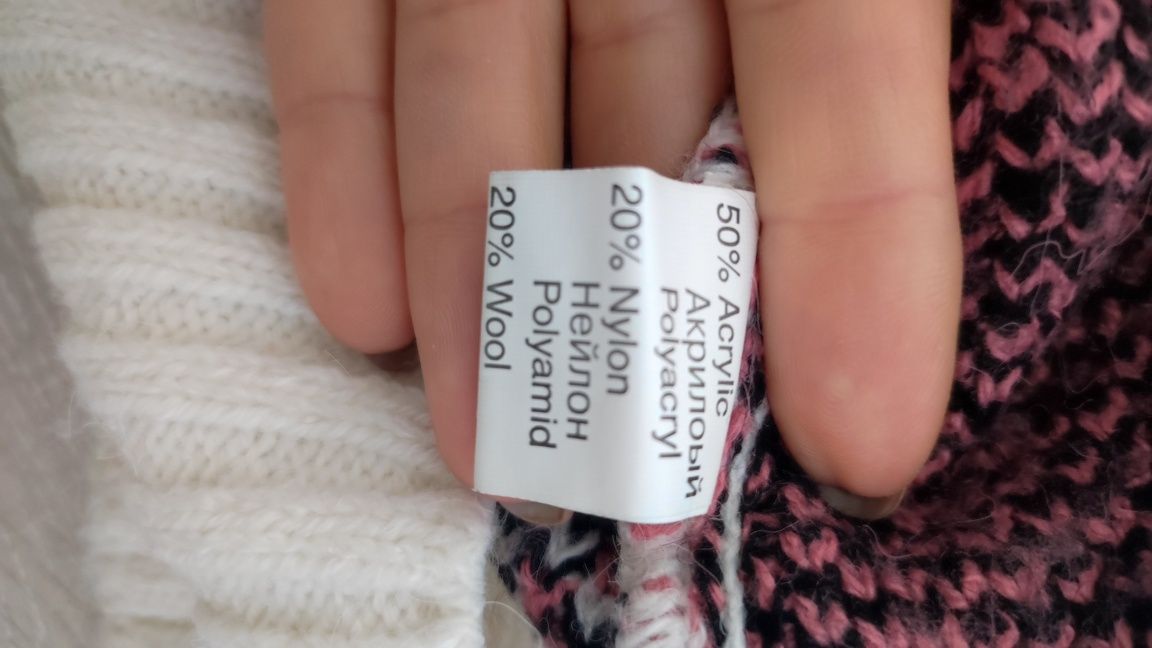 50% Acrylic
Акриловый
Polyacryl
20% Nylon
Нейлон
Polyamid
20% Wool